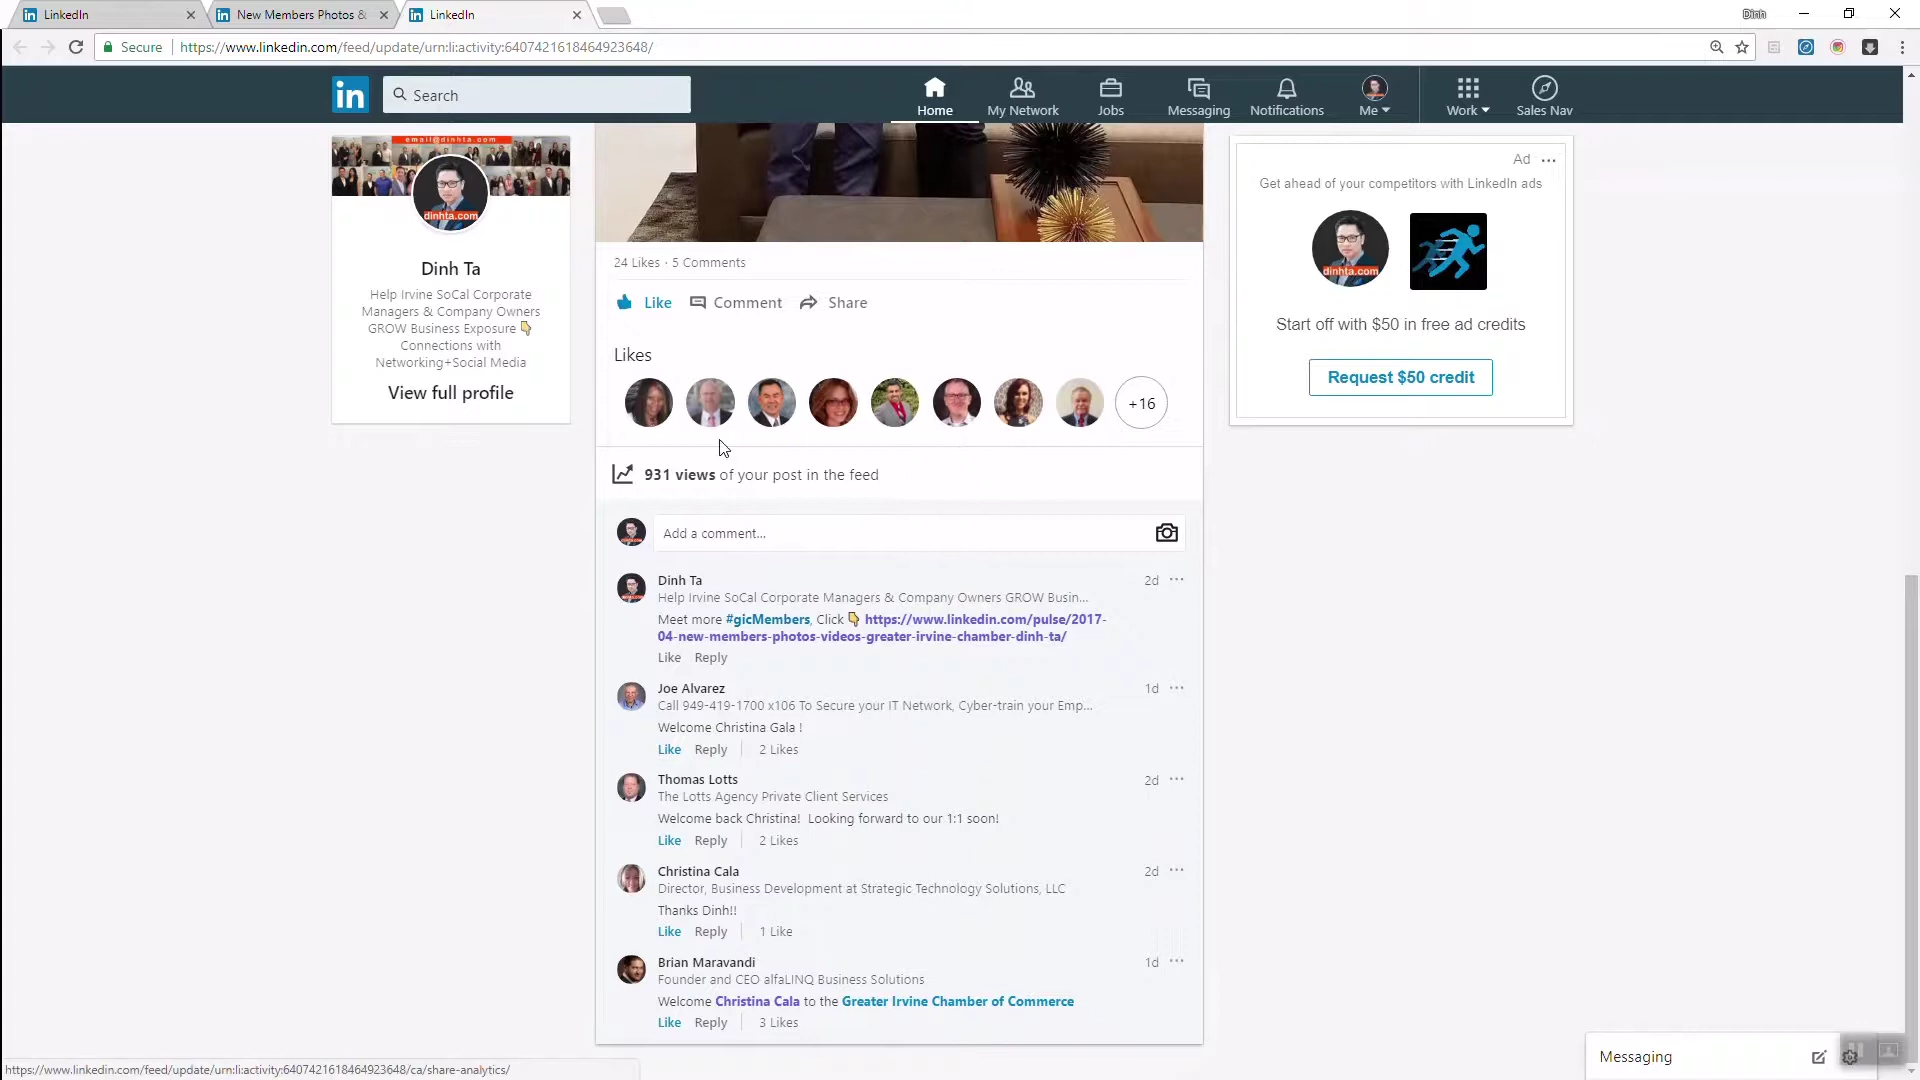 LinkedIn
New Members Photos &
LinkedIn
Dinh
Secure
https://www.linkedin.com/feed/update/urn:li:activity:6407421618464923648/
in
Search
Home
My Network
Jobs
Messaging
Notifications
Me
Work
Sales Nav
email@dinhta.com
dinhta.com
Dinh Ta
Help Irvine SoCal Corporate
Managers & Company Owners
GROW Business Exposure 👇
Connections with
Networking+Social Media
View full profile
24 Likes · 5 Comments
Like
Comment
Share
Likes
+16
931 views of your post in the feed
Add a comment...
Dinh Ta
2d
Help Irvine SoCal Corporate Managers & Company Owners GROW Busin...
Meet more #gicMembers, Click 👇 https://www.linkedin.com/pulse/2017-
04-new-members-photos-videos-greater-irvine-chamber-dinh-ta/
Like Reply
Joe Alvarez
1d
Call 949-419-1700 x106 To Secure your IT Network, Cyber-train your Emp...
Welcome Christina Gala !
Like Reply 2 Likes
Thomas Lotts
2d
The Lotts Agency Private Client Services
Welcome back Christina! Looking forward to our 1:1 soon!
Like Reply 2 Likes
Christina Cala
2d
Director, Business Development at Strategic Technology Solutions, LLC
Thanks Dinh!!
Like Reply 1 Like
Brian Maravandi
1d
Founder and CEO alfaLINQ Business Solutions
Welcome Christina Cala to the Greater Irvine Chamber of Commerce
Like Reply 3 Likes
Ad
Get ahead of your competitors with LinkedIn ads
dinhta.com
Start off with $50 in free ad credits
Request $50 credit
Messaging
https://www.linkedin.com/feed/update/urn:li:activity:6407421618464923648/ca/share-analytics/